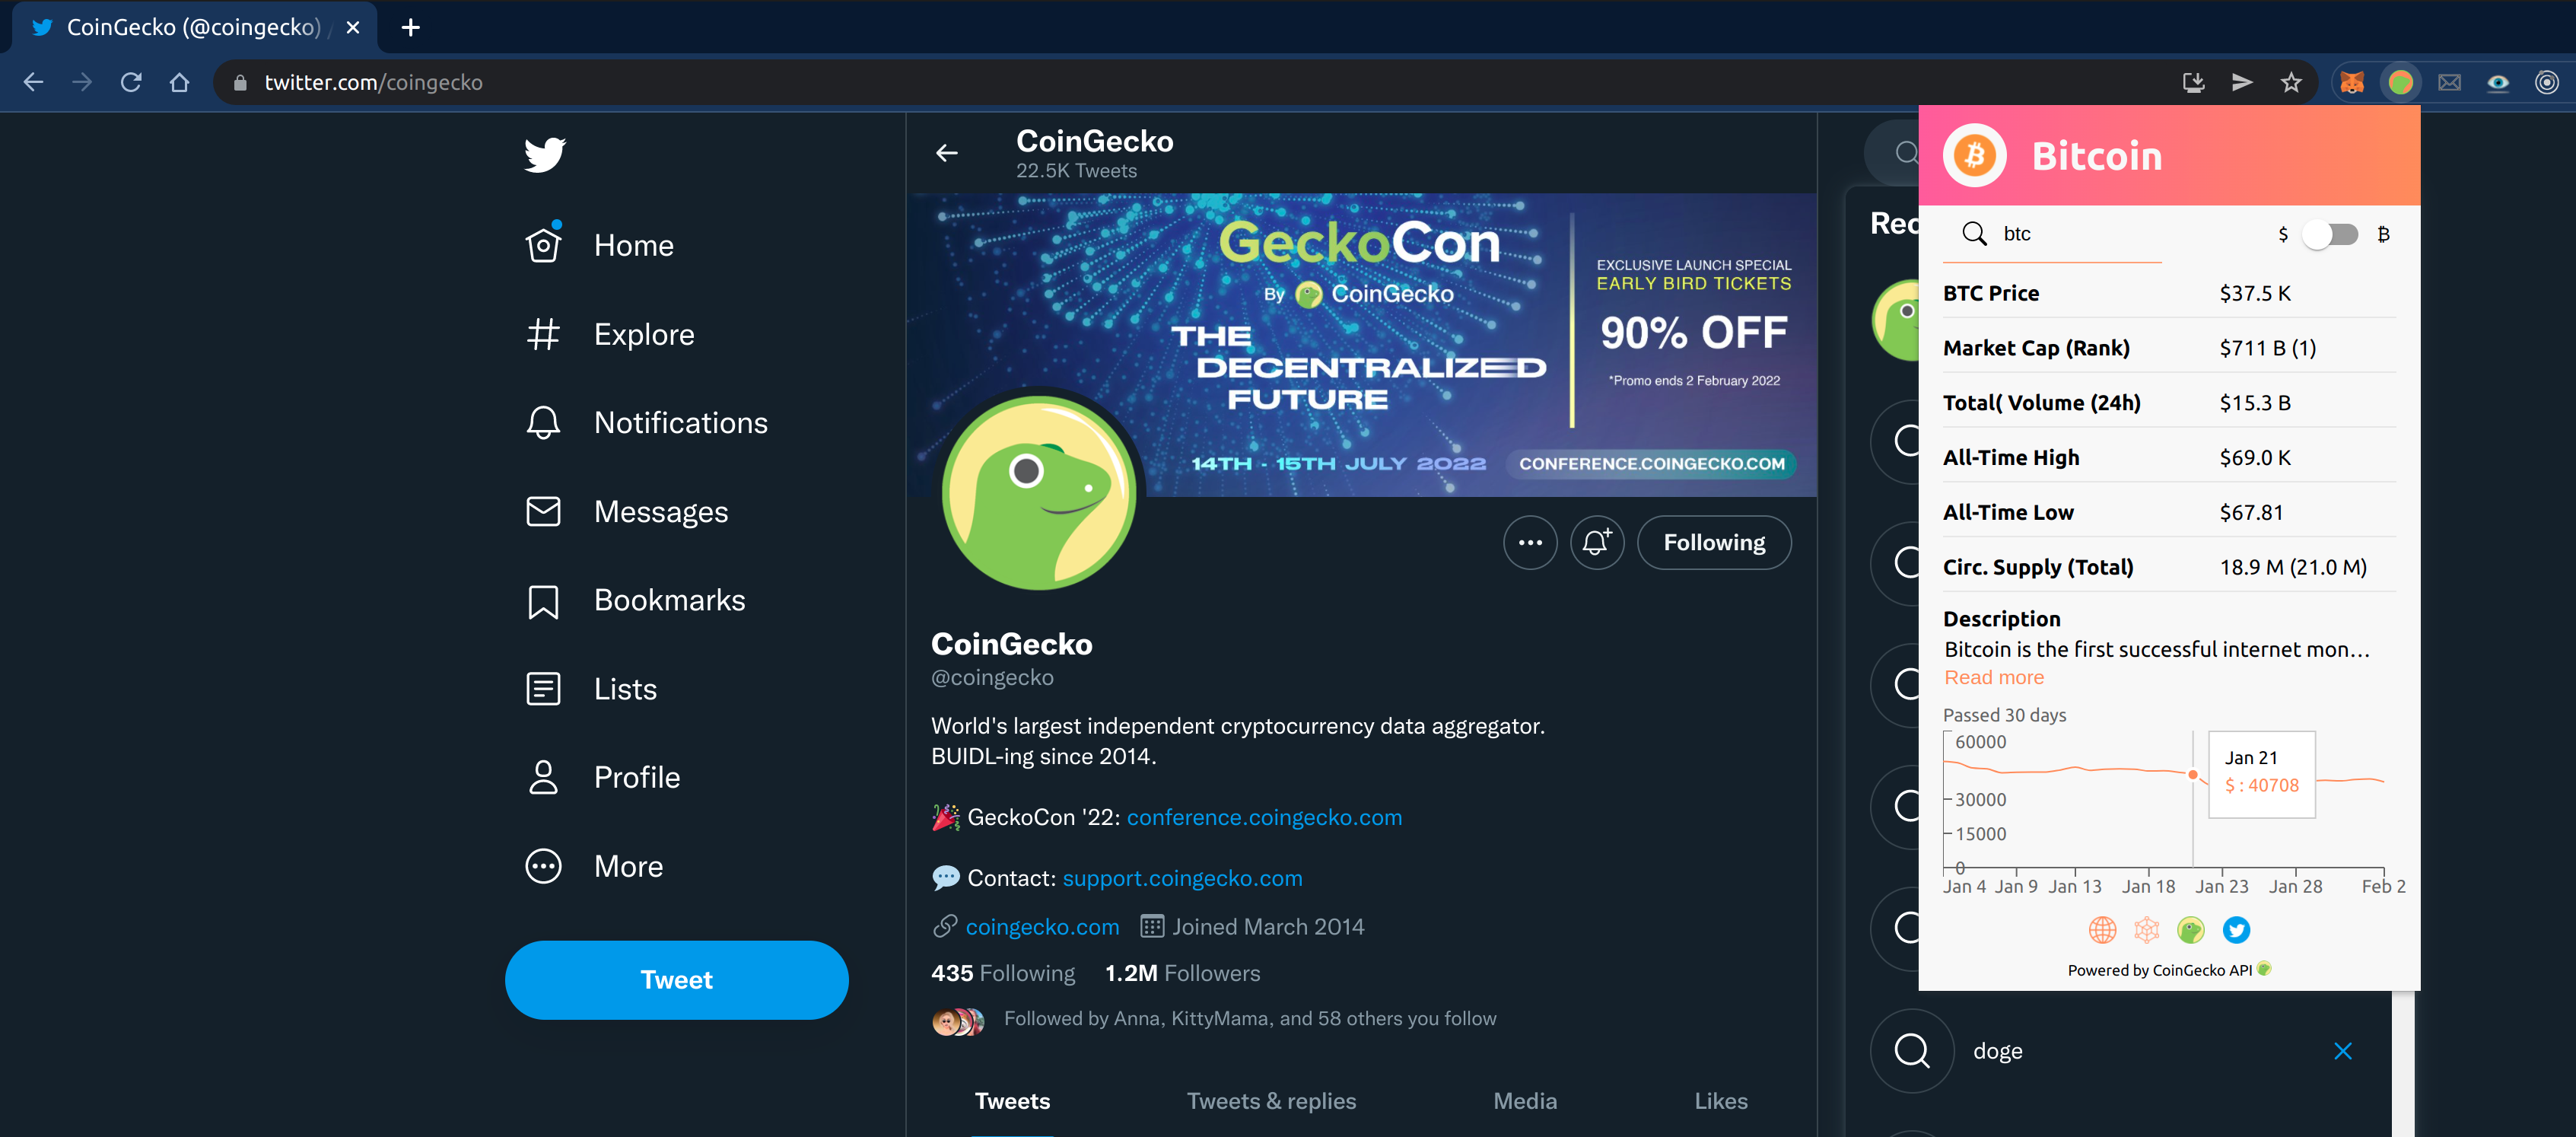 CoinGecko (@coingecko) /
twitter.com/coingecko
Home
Explore
Notifications
Messages
Bookmarks
Lists
Profile
More
Tweet
CoinGecko
22.5K Tweets
GeckoCon
By CoinGecko
THE
DECENTRALIZED
FUTURE
14TH - 15TH JULY 2022
EXCLUSIVE LAUNCH SPECIAL
EARLY BIRD TICKETS
90% OFF
*Promo ends 2 February 2022
CONFERENCE.COINGECKO.COM
Following
CoinGecko
@coingecko
World's largest independent cryptocurrency data aggregator.
BUIDL-ing since 2014.
GeckoCon '22: conference.coingecko.com
Contact: support.coingecko.com
coingecko.com Joined March 2014
435 Following 1.2M Followers
Followed by Anna, KittyMama, and 58 others you follow
Tweets Tweets & replies Media Likes
Rec
doge
Bitcoin
btc $ ₿
BTC Price $37.5 K
Market Cap (Rank) $711 B (1)
Total( Volume (24h) $15.3 B
All-Time High $69.0 K
All-Time Low $67.81
Circ. Supply (Total) 18.9 M (21.0 M)
Description
Bitcoin is the first successful internet mon...
Read more
Passed 30 days
60000
30000
15000
0
Jan 21
$ : 40708
Jan 4 Jan 9 Jan 13 Jan 18 Jan 23 Jan 28 Feb 2
Powered by CoinGecko API